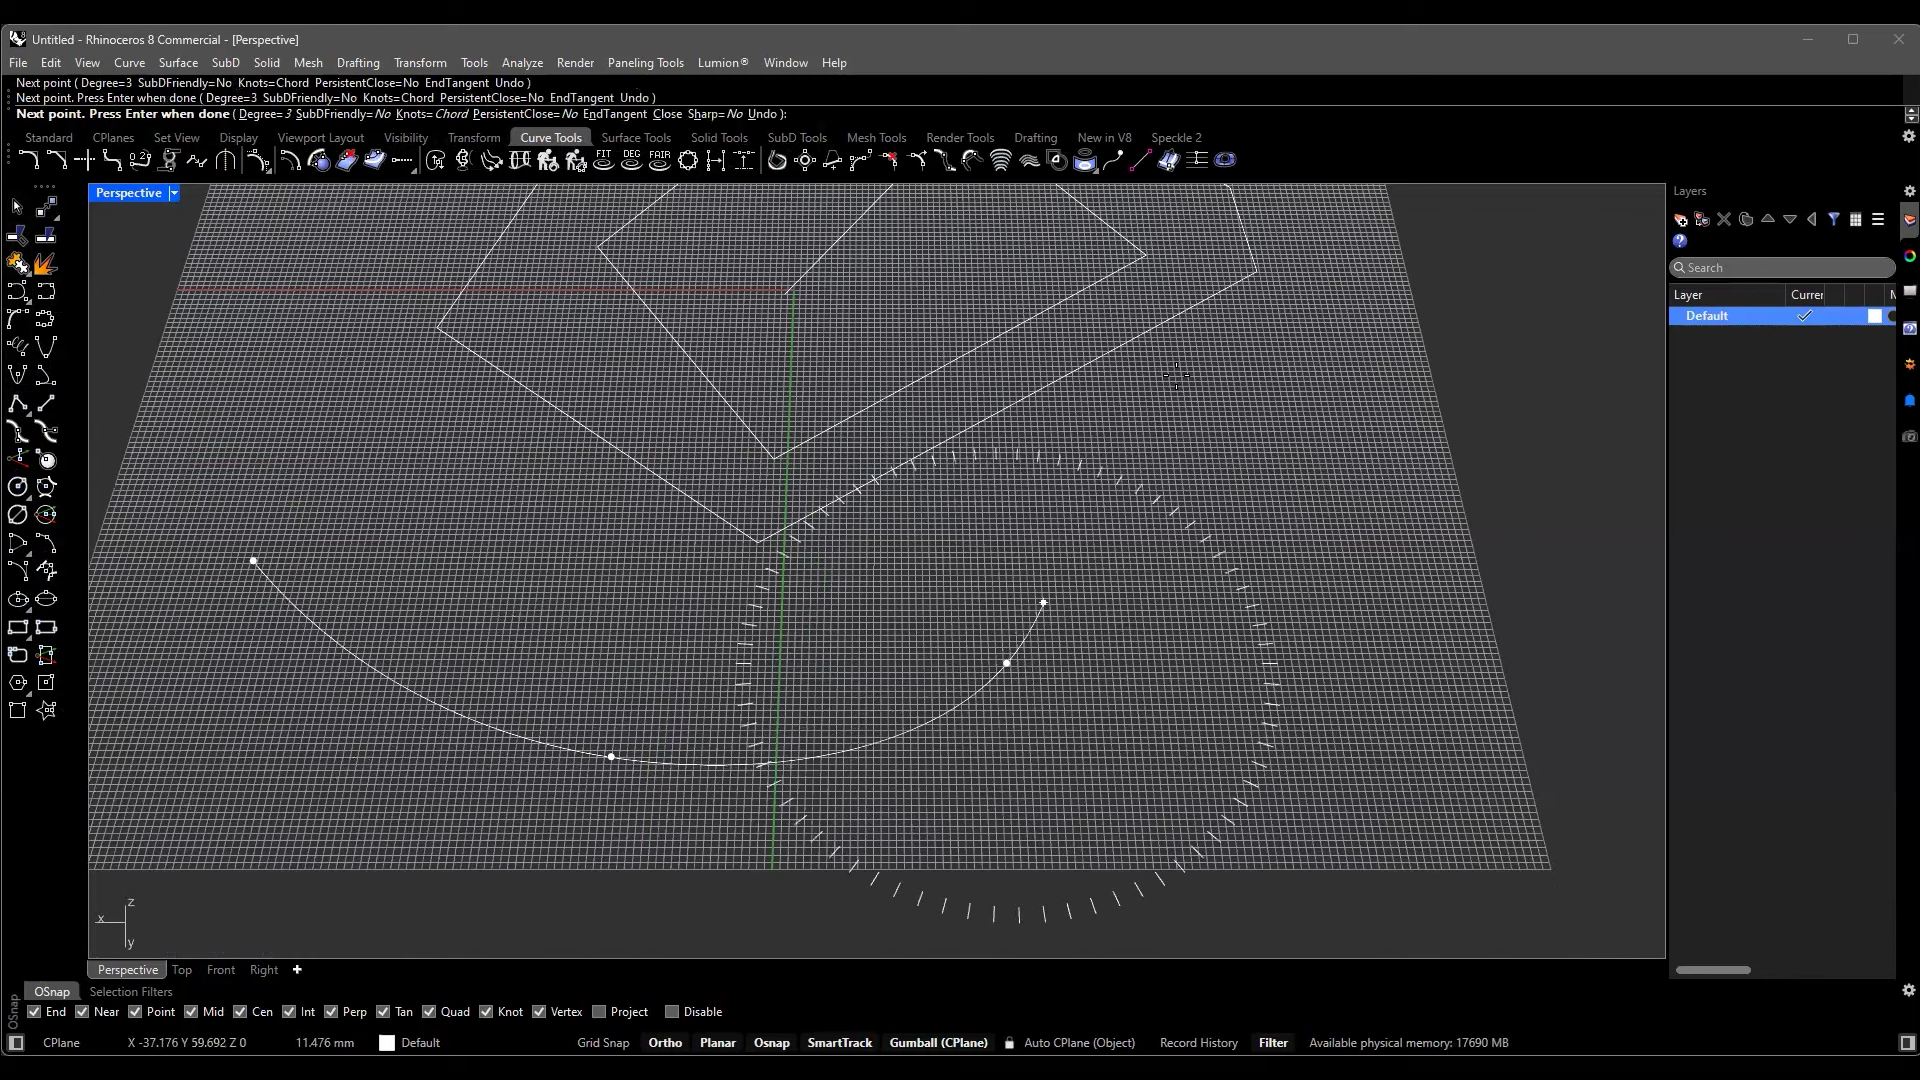 Untitled - Rhinoceros 8 Commercial - [Perspective]
File Edit View Curve Surface SubD Solid Mesh Drafting Transform Tools Analyze Render Paneling Tools Lumion® Window Help
Next point ( Degree=3 SubDFriendly=No Knots=Chord PersistentClose=No EndTangent Undo )
Next point. Press Enter when done ( Degree=3 SubDFriendly=No Knots=Chord PersistentClose=No EndTangent Undo )
Next point. Press Enter when done ( Degree=3 SubDFriendly=No Knots=Chord PersistentClose=No EndTangent Close Sharp=No Undo ):
Standard CPlanes Set View Display Viewport Layout Visibility Transform Curve Tools Surface Tools Solid Tools SubD Tools Mesh Tools Render Tools Drafting New in V8 Speckle 2
FIT DEG FAIR
Perspective
Layers
Search
Layer Currer N
Default
z
x
y
Perspective Top Front Right
OSnap Selection Filters
OSnap
End Near Point Mid Cen Int Perp Tan Quad Knot Vertex Project Disable
CPlane X -37.176 Y 59.692 Z 0 11.476 mm Default Grid Snap Ortho Planar Osnap SmartTrack Gumball (CPlane) Auto CPlane (Object) Record History Filter Available physical memory: 17690 MB